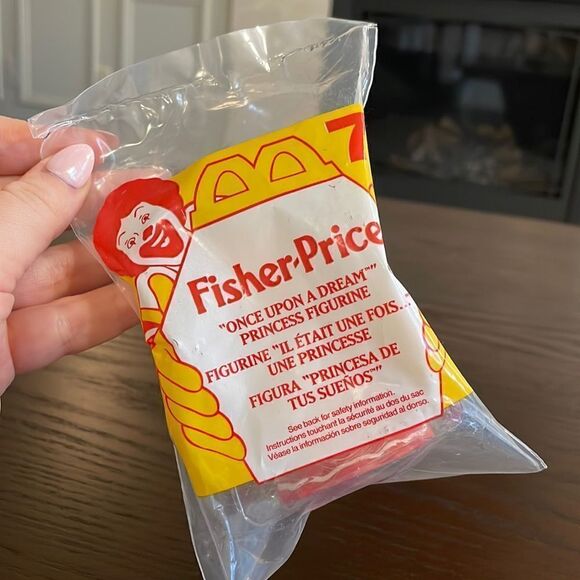 7
Fisher-Price
"ONCE UPON A DREAM™"
PRINCESS FIGURINE
FIGURINE "IL ÉTAIT UNE FOIS...
UNE PRINCESSE
FIGURA "PRINCESA DE
TUS SUEÑOS™"
See back for safety information.
Instructions touchant la sécurité au dos du sac
Véase la información sobre seguridad al dorso.